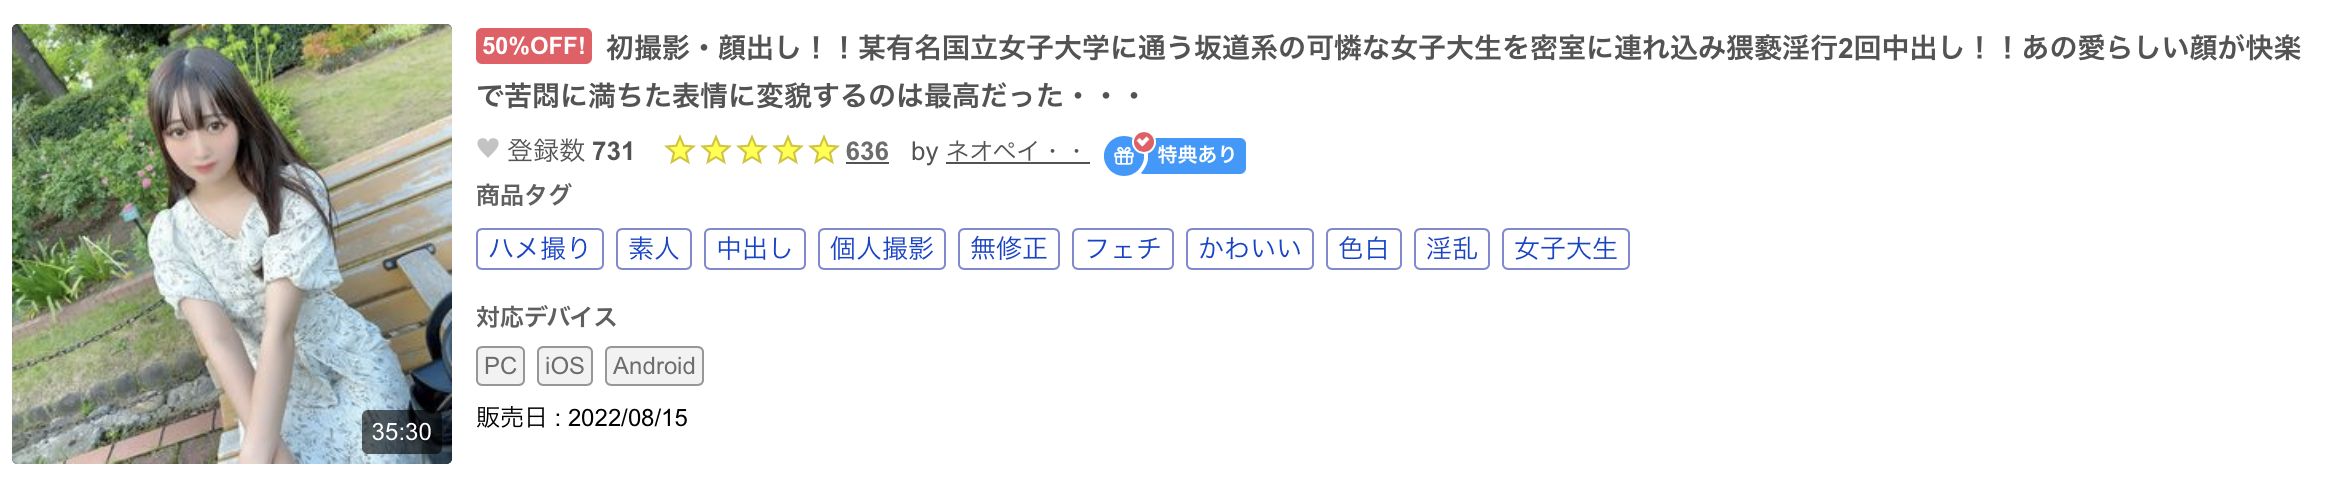 50%OFF! 初撮影・顔出し！！某有名国立女子大学に通う坂道系の可憐な女子大生を密室に連れ込み猥褻淫行2回中出し！！あの愛らしい顔が快楽
で苦悶に満ちた表情に変貌するのは最高だった・・・
登録数 731 636 by ネオペイ・・ 特典あり
商品タグ
ハメ撮り 素人 中出し 個人撮影 無修正 フェチ かわいい 色白 淫乱 女子大生
対応デバイス
PC iOS Android
販売日 : 2022/08/15
35:30